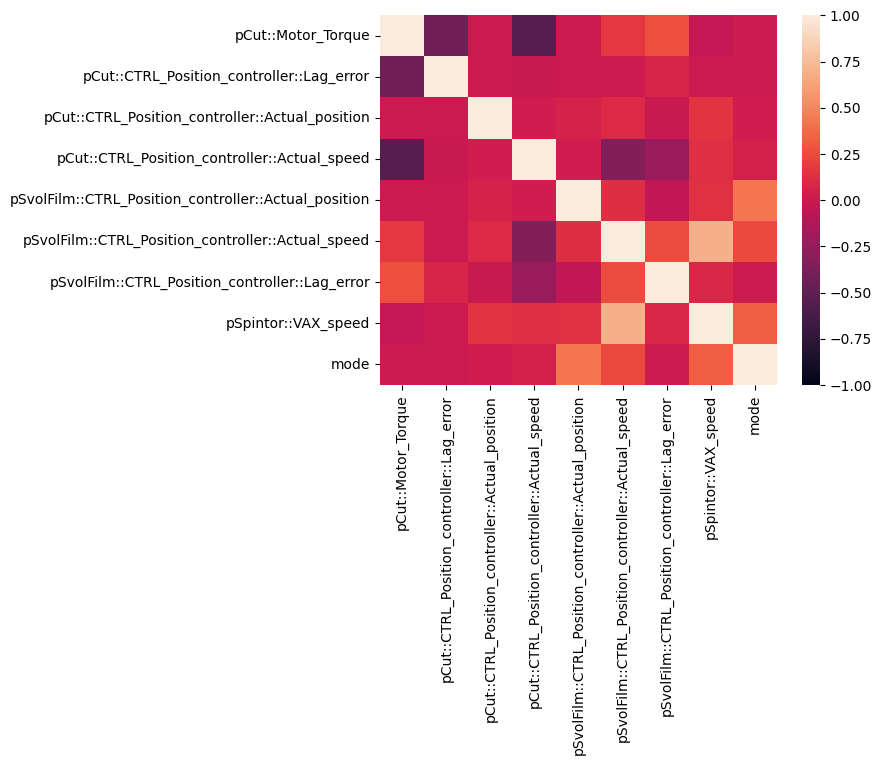 pCut::Motor_Torque
pCut::CTRL_Position_controller::Lag_error
pCut::CTRL_Position_controller::Actual_position
pCut::CTRL_Position_controller::Actual_speed
pSvolFilm::CTRL_Position_controller::Actual_position
pSvolFilm::CTRL_Position_controller::Actual_speed
pSvolFilm::CTRL_Position_controller::Lag_error
pSpintor::VAX_speed
mode
pCut::Motor_Torque
pCut::CTRL_Position_controller::Lag_error
pCut::CTRL_Position_controller::Actual_position
pCut::CTRL_Position_controller::Actual_speed
pSvolFilm::CTRL_Position_controller::Actual_position
pSvolFilm::CTRL_Position_controller::Actual_speed
pSvolFilm::CTRL_Position_controller::Lag_error
pSpintor::VAX_speed
mode
1.00
0.75
0.50
0.25
0.00
−0.25
−0.50
−0.75
−1.00